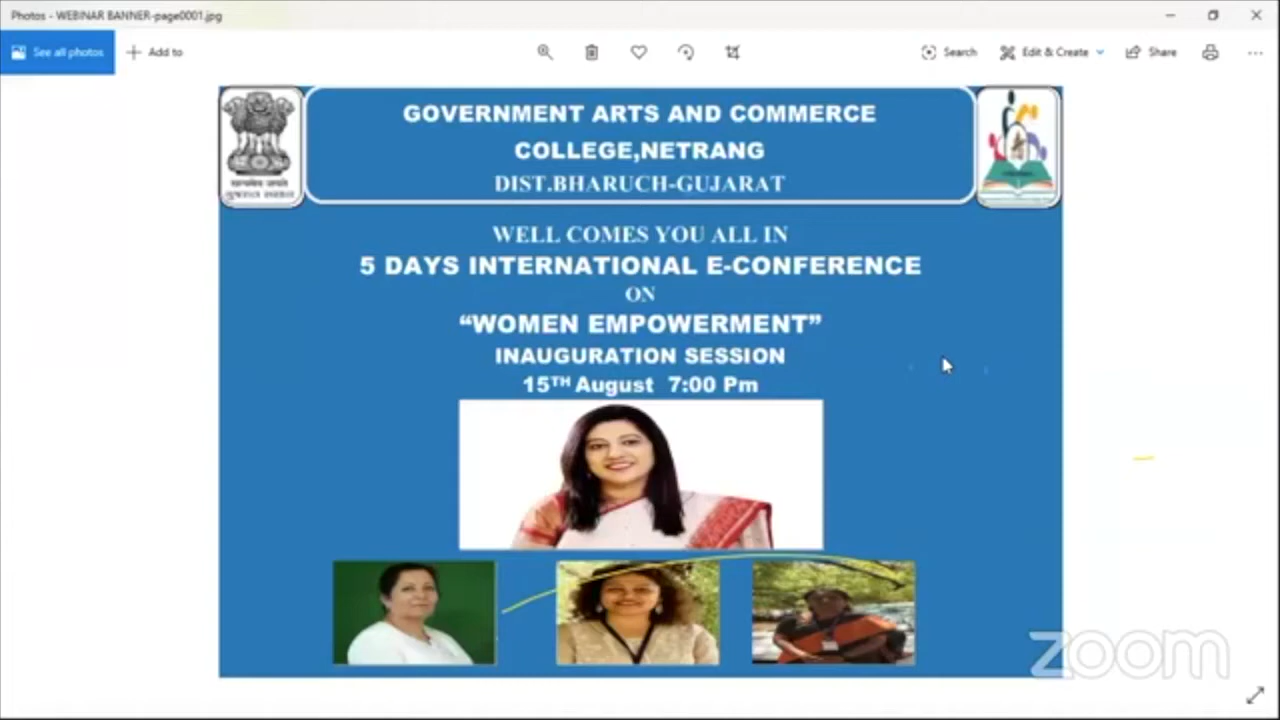 Photos - WEBINAR BANNER-page0001.jpg
See all photos
Add to
Search
Edit & Create
Share
GOVERNMENT ARTS AND COMMERCE
COLLEGE,NETRANG
DIST.BHARUCH-GUJARAT
WELL COMES YOU ALL IN
5 DAYS INTERNATIONAL E-CONFERENCE
ON
“WOMEN EMPOWERMENT”
INAUGURATION SESSION
15TH August 7:00 Pm
zoom